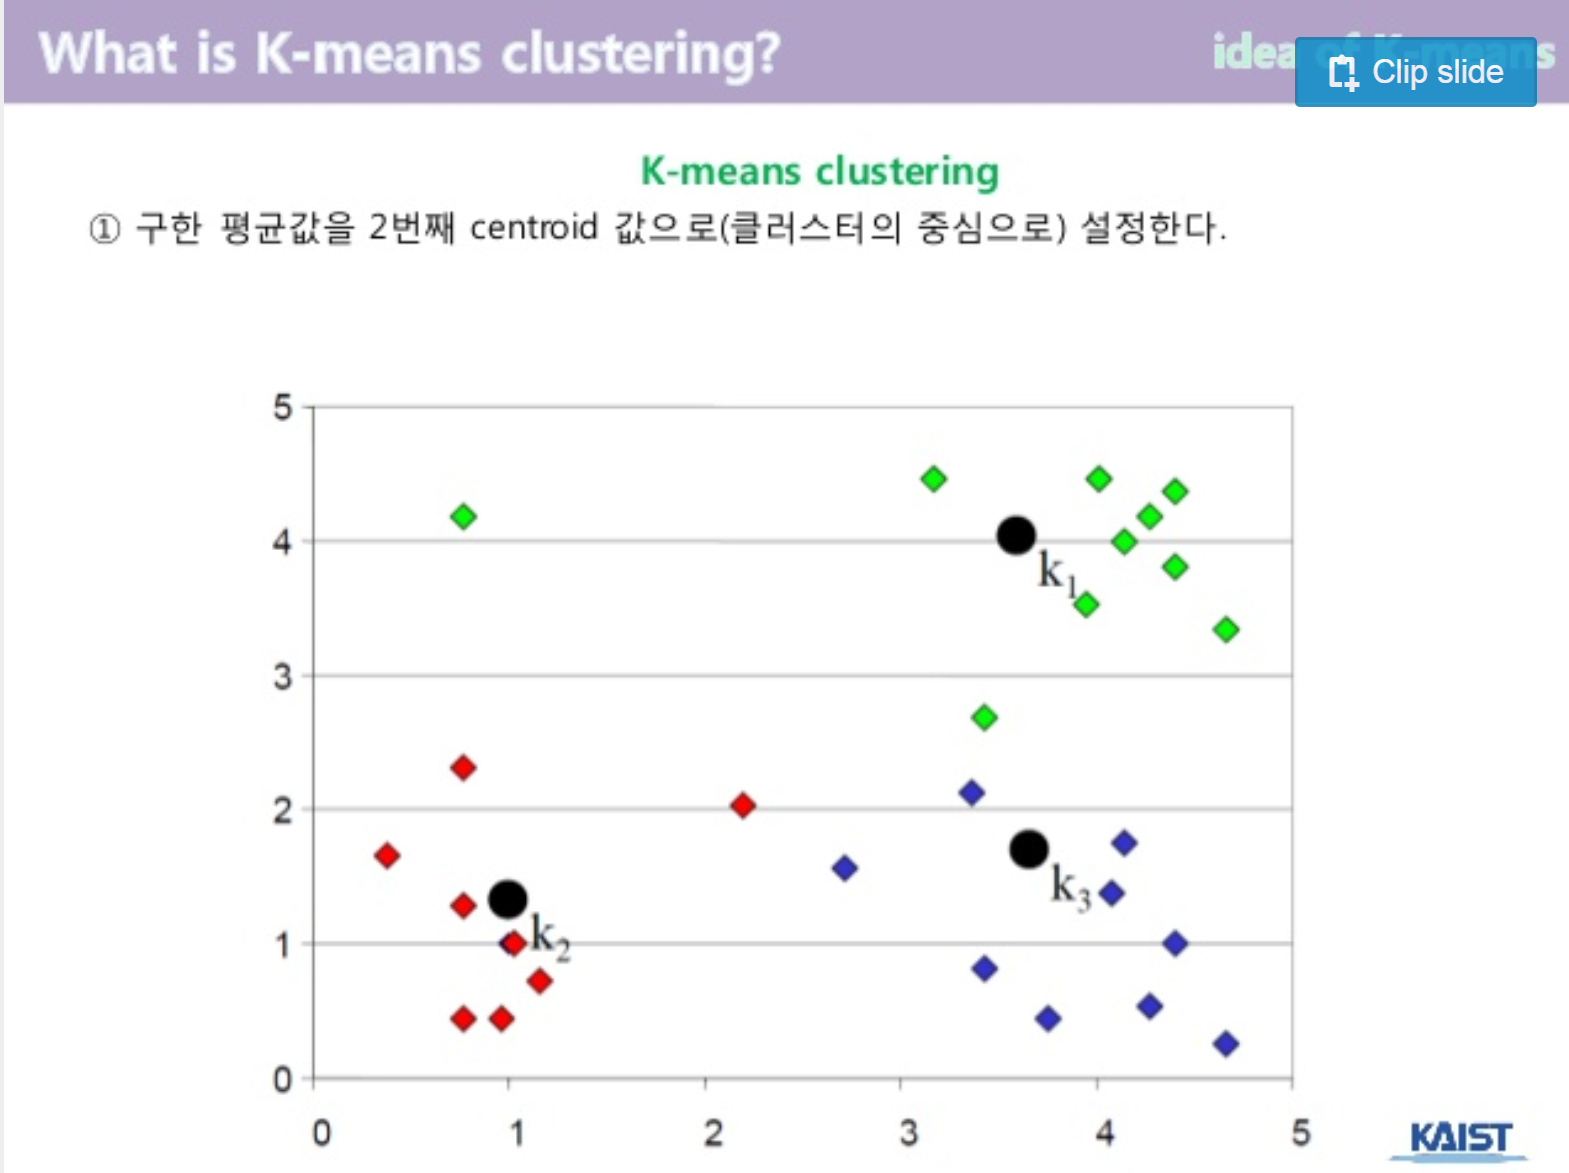 What is K-means clustering?
idea of K-means
Clip slide
K-means clustering
① 구한 평균값을 2번째 centroid 값으로(클러스터의 중심으로) 설정한다.
5
4
3
2
1
0
k1
k2
k3
0 1 2 3 4 5
KAIST